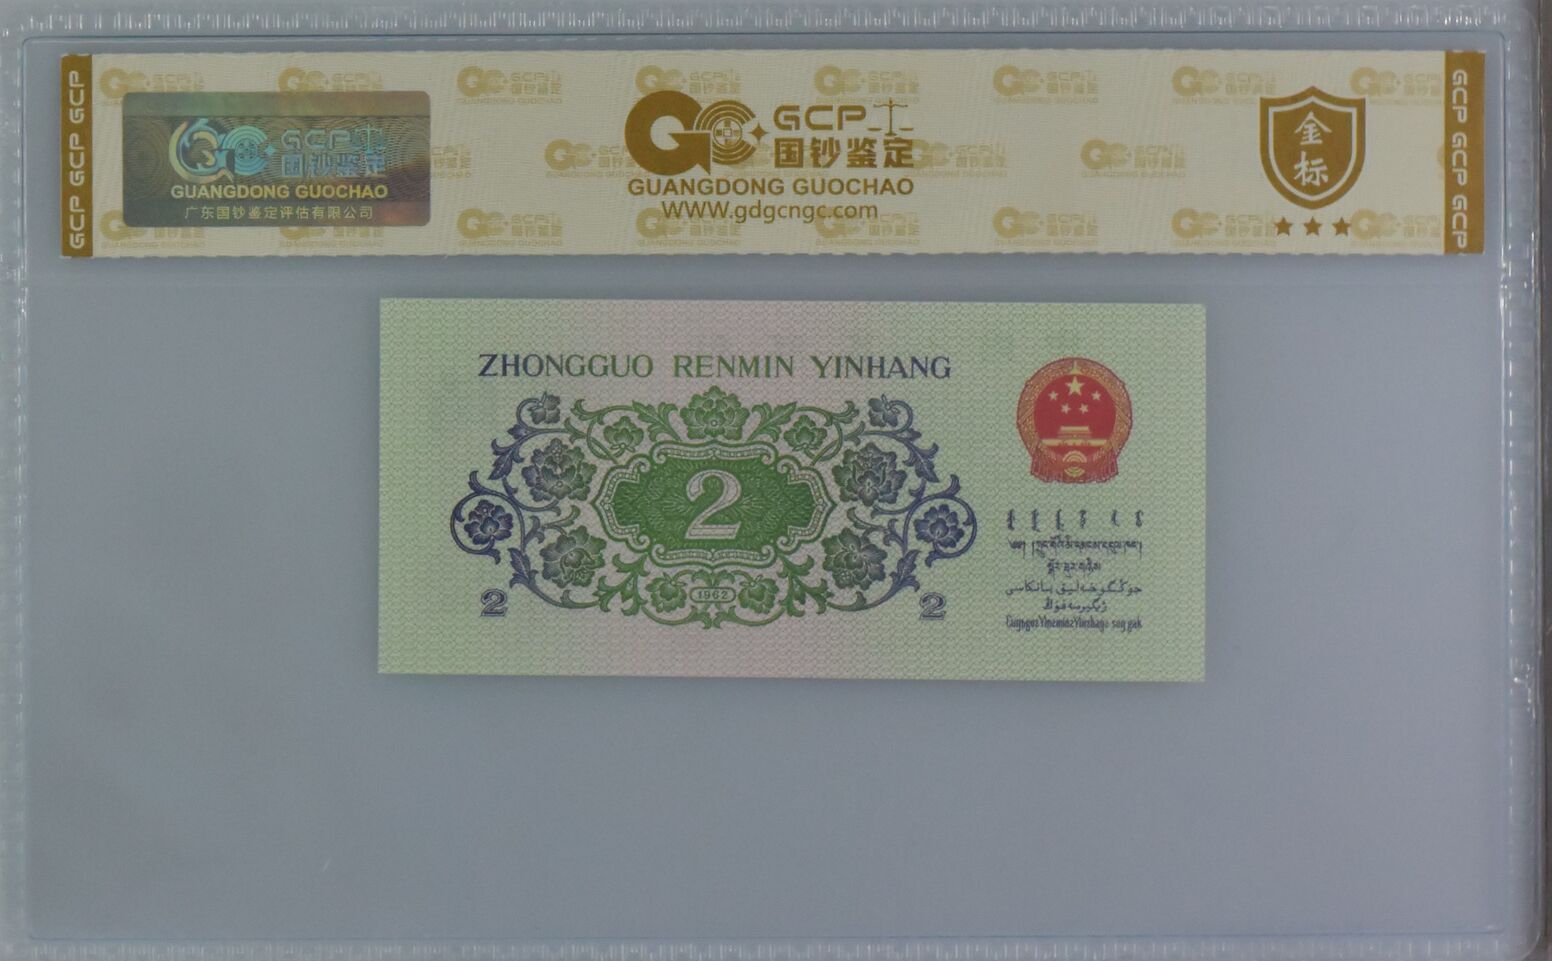 GCP GCP GCP
GCP
国钞鉴定
GUANGDONG GUOCHAO
广东国钞鉴定评估有限公司
GCP
国钞鉴定
GUANGDONG GUOCHAO
WWW.gdgcngc.com
金标
GCP GCP GCP
ZHONGGUO RENMIN YINHANG
2
1962
2
2